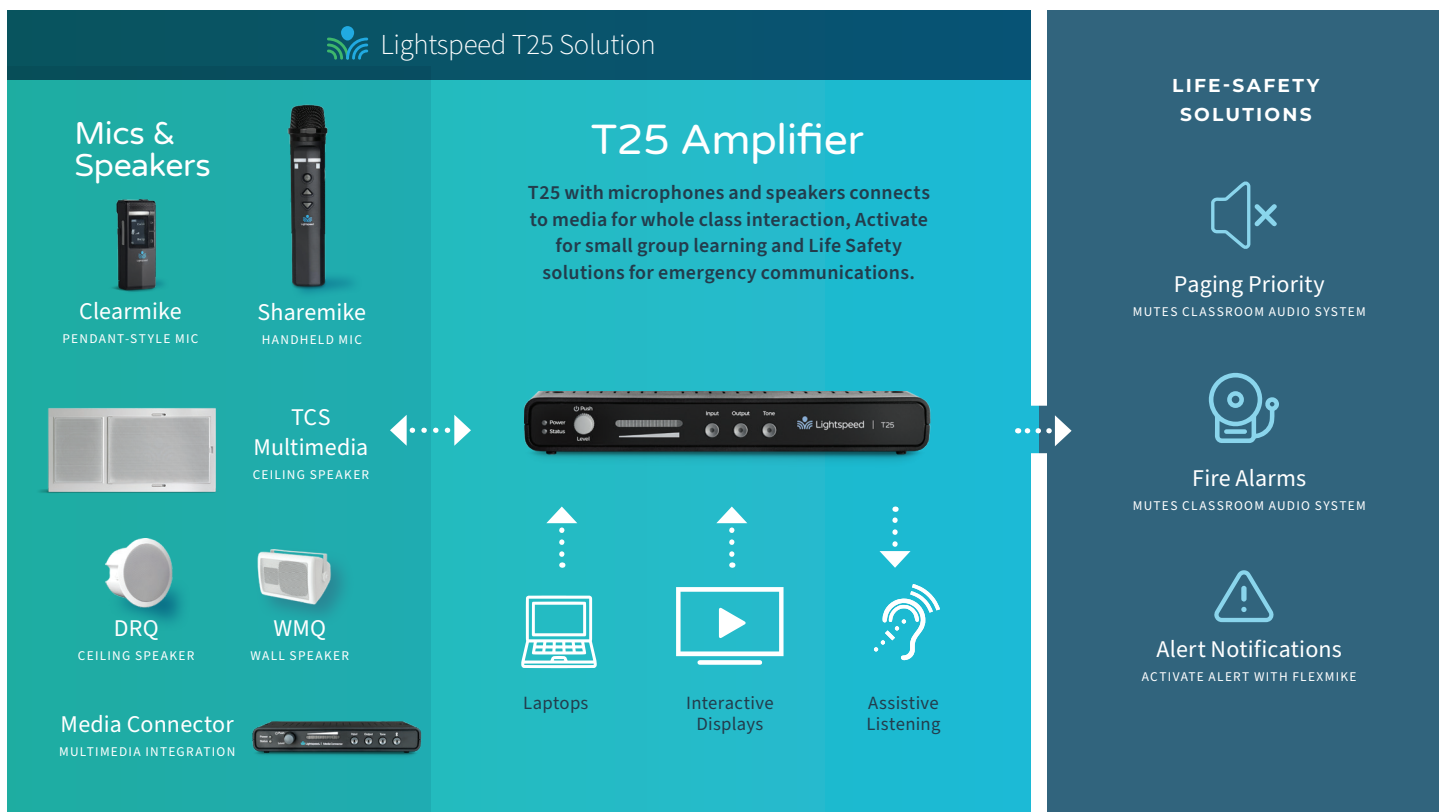 Lightspeed T25 Solution
Mics &
Speakers
Clearmike
PENDANT-STYLE MIC
Sharemike
HANDHELD MIC
TCS
Multimedia
CEILING SPEAKER
DRQ
CEILING SPEAKER
WMQ
WALL SPEAKER
Media Connector
MULTIMEDIA INTEGRATION
T25 Amplifier
T25 with microphones and speakers connects
to media for whole class interaction, Activate
for small group learning and Life Safety
solutions for emergency communications.
Push
Power
Status
Level
Input Output Tone
Lightspeed | T25
Laptops
Interactive
Displays
Assistive
Listening
LIFE-SAFETY
SOLUTIONS
Paging Priority
MUTES CLASSROOM AUDIO SYSTEM
Fire Alarms
MUTES CLASSROOM AUDIO SYSTEM
Alert Notifications
ACTIVATE ALERT WITH FLEXMIKE